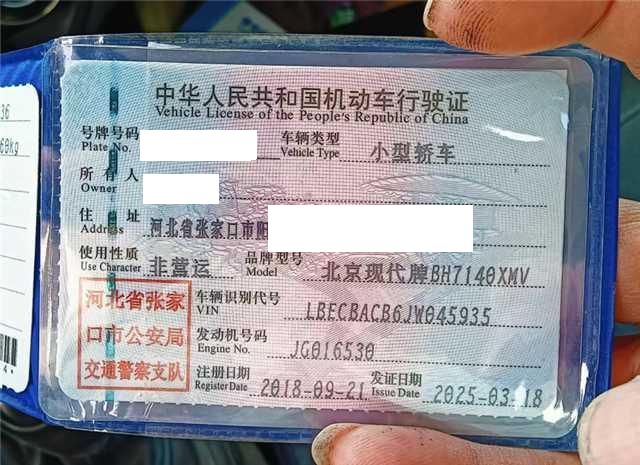 36
60kg
中华人民共和国机动车行驶证
Vehicle License of the People's Republic of China
号牌号码
Plate No.
车辆类型 小型轿车
Vehicle Type
所有人
Owner
住址 河北省张家口市阳
Address
使用性质 非营运
Use Character
品牌型号 北京现代牌BH7140XMV
Model
河北省张家
口市公安局
交通警察支队
车辆识别代号 LBECBACB6JW045935
VIN
发动机号码 JG016530
Engine No.
注册日期 2018-09-21
Register Date
发证日期 2025-03-18
Issue Date